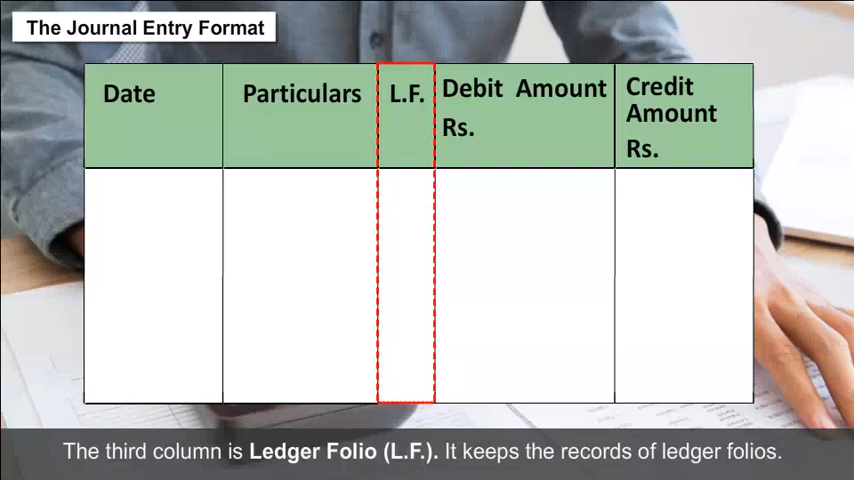 The Journal Entry Format
Date
Particulars
L.F.
Debit Amount
Rs.
Credit
Amount
Rs.
The third column is Ledger Folio (L.F.). It keeps the records of ledger folios.